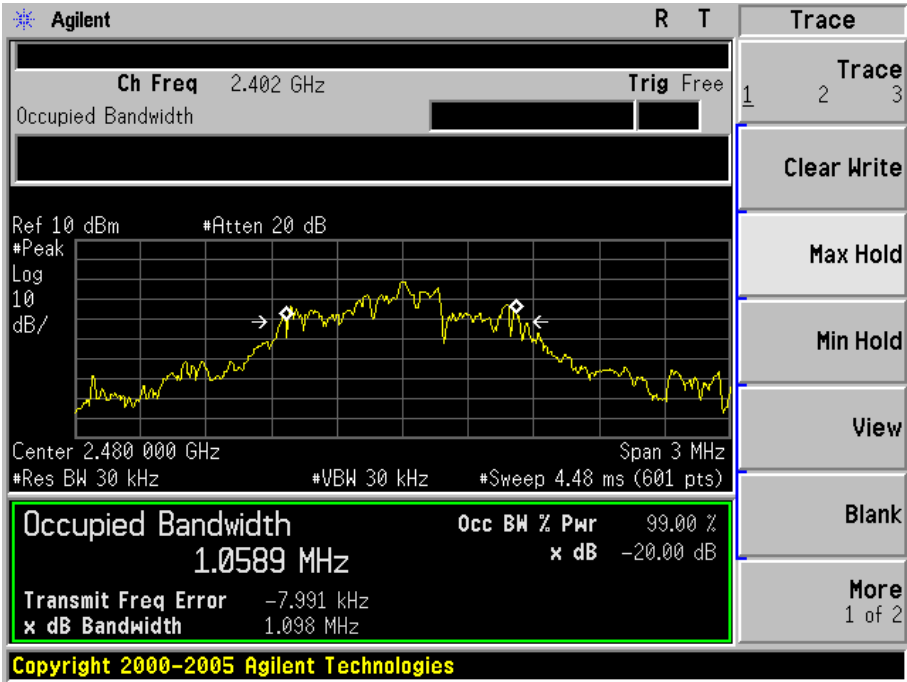 Agilent R T
Ch Freq 2.402 GHz Trig Free
Occupied Bandwidth
Ref 10 dBm #Atten 20 dB
#Peak
Log
10
dB/
Center 2.480 000 GHz Span 3 MHz
#Res BW 30 kHz #VBW 30 kHz #Sweep 4.48 ms (601 pts)
Occupied Bandwidth
1.0589 MHz
Occ BW % Pwr 99.00 %
x dB -20.00 dB
Transmit Freq Error -7.991 kHz
x dB Bandwidth 1.098 MHz
Copyright 2000-2005 Agilent Technologies
Trace
Trace
1 2 3
Clear Write
Max Hold
Min Hold
View
Blank
More
1 of 2